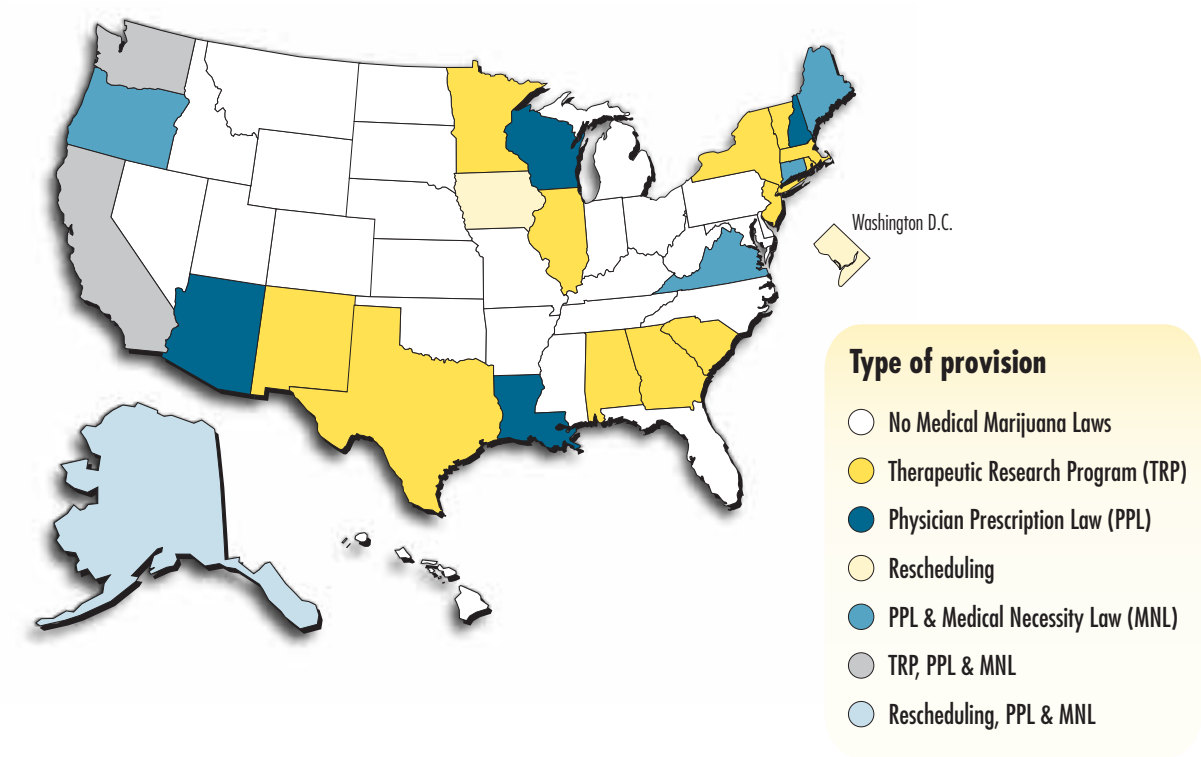 Washington D.C.
Type of provision
No Medical Marijuana Laws
Therapeutic Research Program (TRP)
Physician Prescription Law (PPL)
Rescheduling
PPL & Medical Necessity Law (MNL)
TRP, PPL & MNL
Rescheduling, PPL & MNL